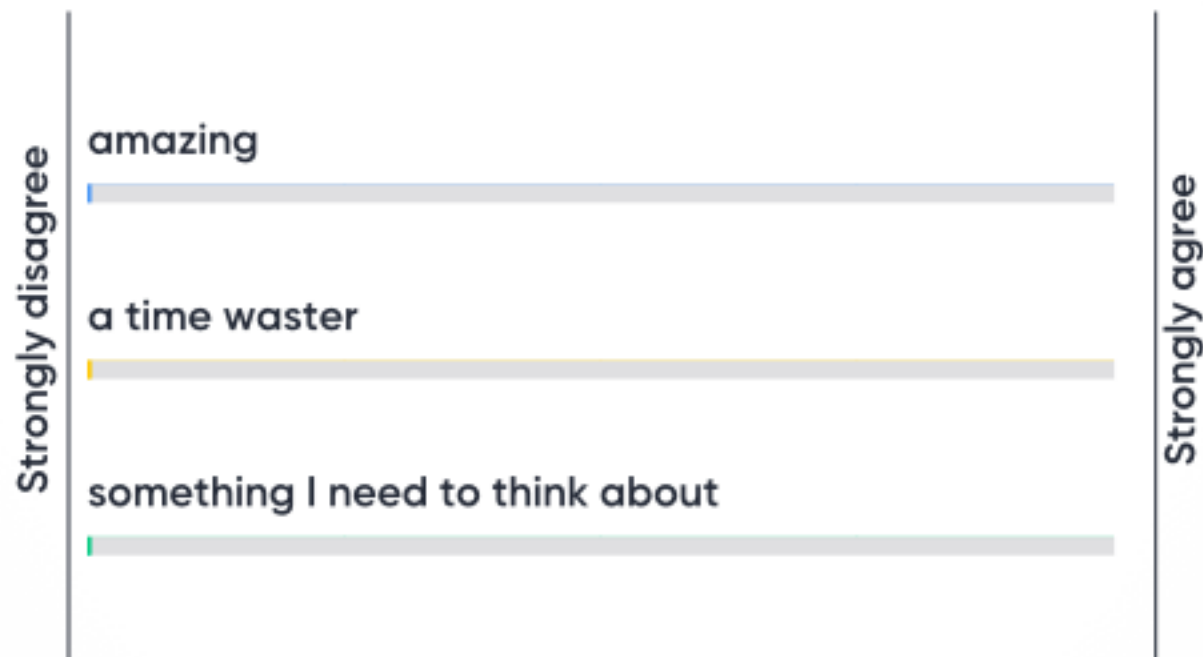 Strongly disagree
amazing
a time waster
something I need to think about
Strongly agree